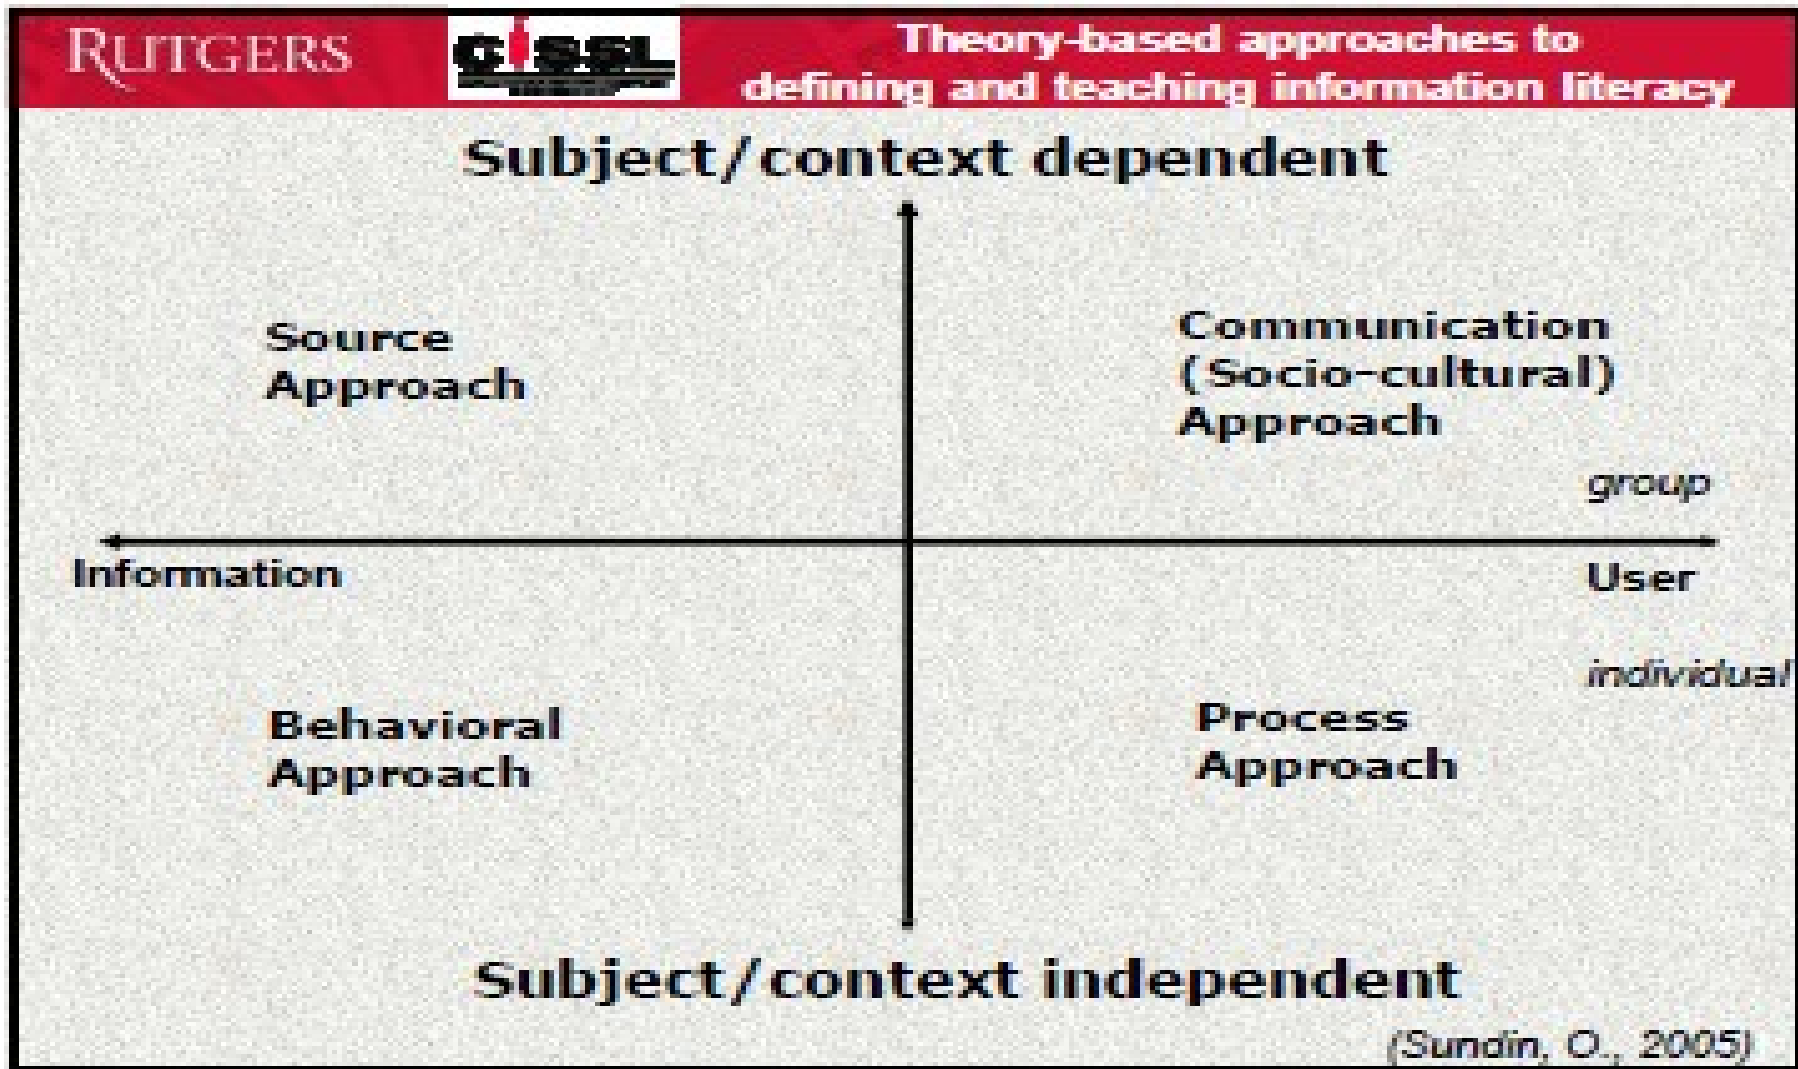 RUTGERS
CISSL
Theory-based approaches to
defining and teaching information literacy
Subject/context dependent
Source
Approach
Communication
(Socio-cultural)
Approach
group
Information
User
individual
Behavioral
Approach
Process
Approach
Subject/context independent
(Sundin, O., 2005)